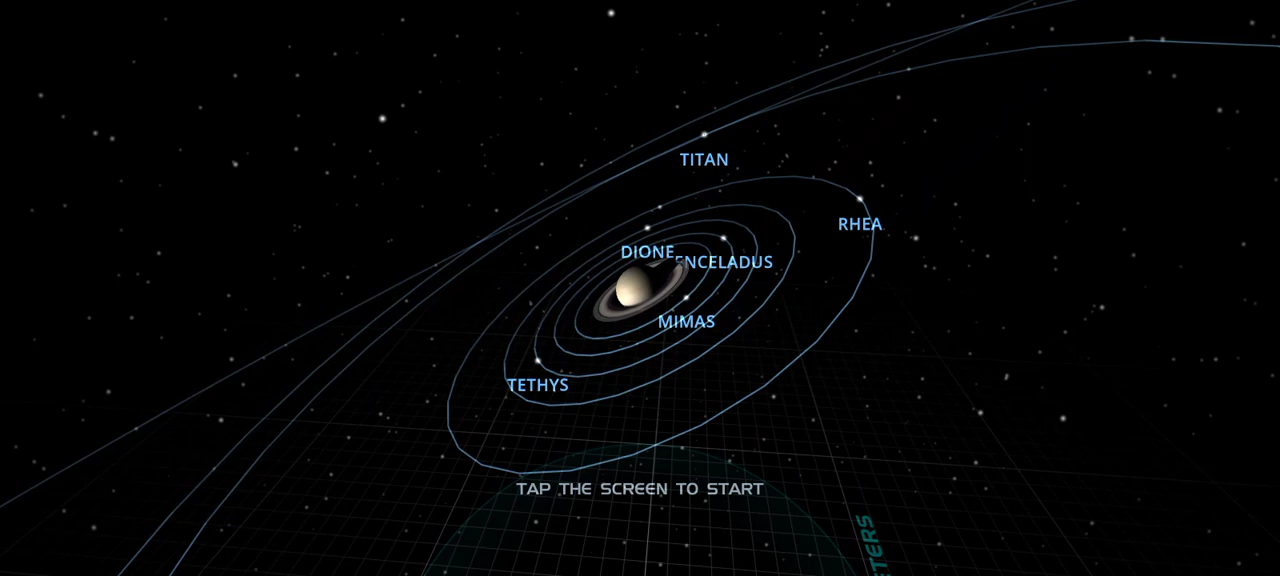 TITAN
RHEA
DIONE
ENCELADUS
MIMAS
TETHYS
TAP THE SCREEN TO START